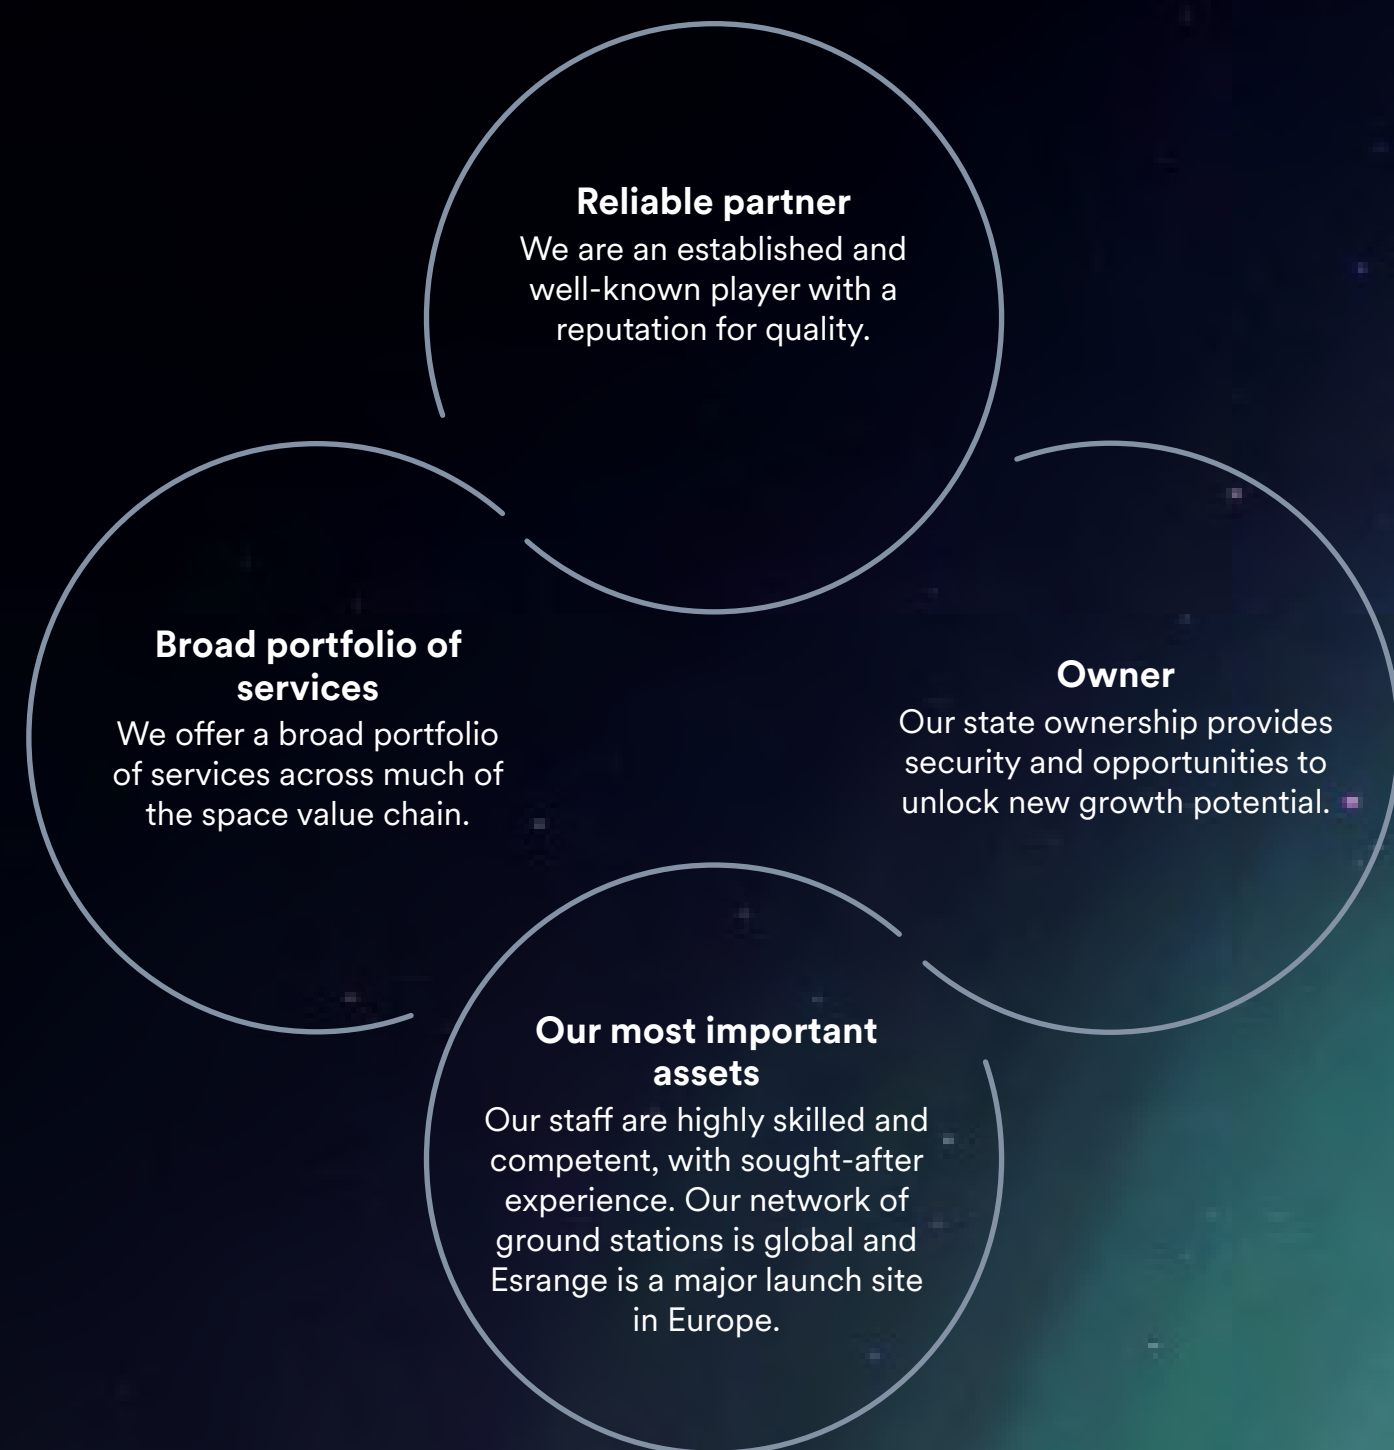 Reliable partner
We are an established and
well-known player with a
reputation for quality.
Broad portfolio of
services
We offer a broad portfolio
of services across much of
the space value chain.
Owner
Our state ownership provides
security and opportunities to
unlock new growth potential.
Our most important
assets
Our staff are highly skilled and
competent, with sought-after
experience. Our network of
ground stations is global and
Esrange is a major launch site
in Europe.